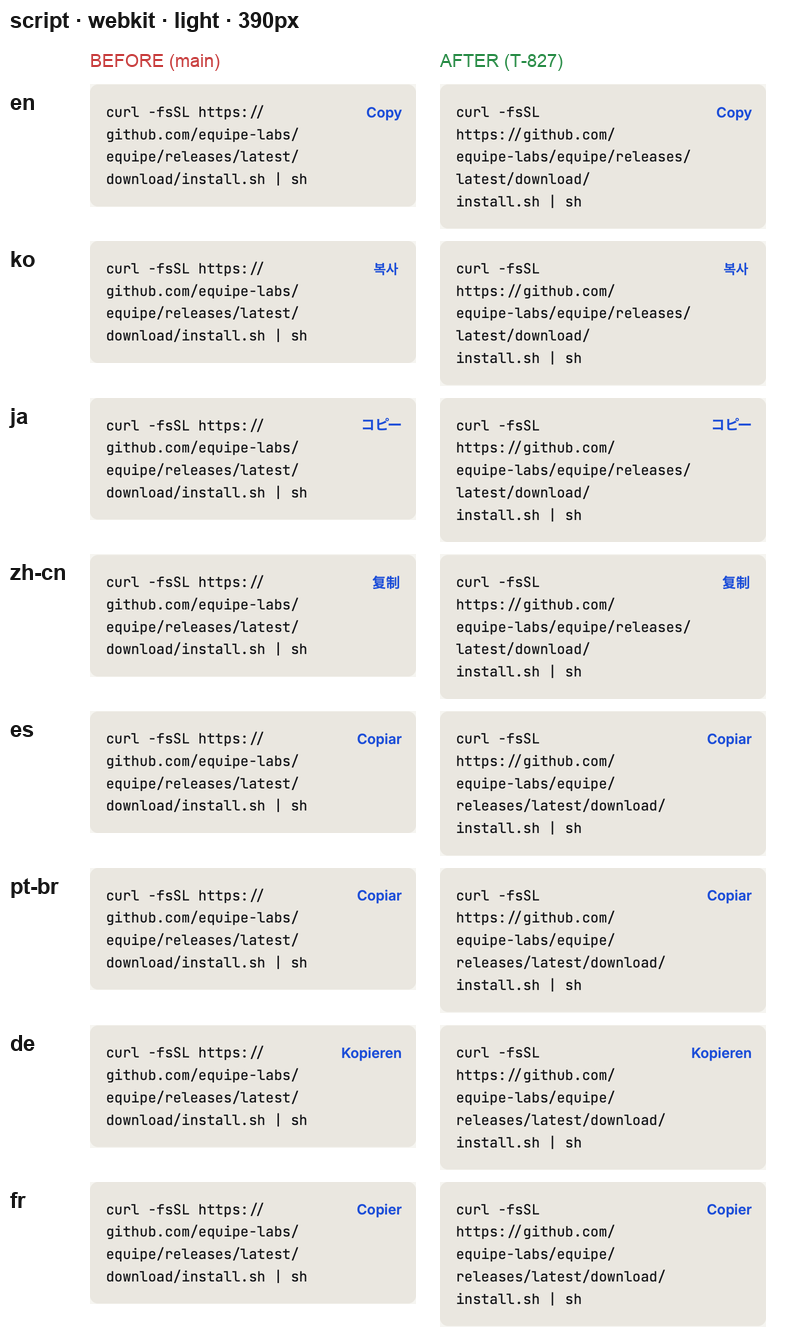 script · webkit · light · 390px
BEFORE (main)
AFTER (T-827)
en
curl -fsSL https://
github.com/equipe-labs/
equipe/releases/latest/
download/install.sh | sh
Copy
curl -fsSL
https://github.com/
equipe-labs/equipe/releases/
latest/download/
install.sh | sh
Copy
ko
curl -fsSL https://
github.com/equipe-labs/
equipe/releases/latest/
download/install.sh | sh
복사
curl -fsSL
https://github.com/
equipe-labs/equipe/releases/
latest/download/
install.sh | sh
복사
ja
curl -fsSL https://
github.com/equipe-labs/
equipe/releases/latest/
download/install.sh | sh
コピー
curl -fsSL
https://github.com/
equipe-labs/equipe/releases/
latest/download/
install.sh | sh
コピー
zh-cn
curl -fsSL https://
github.com/equipe-labs/
equipe/releases/latest/
download/install.sh | sh
复制
curl -fsSL
https://github.com/
equipe-labs/equipe/releases/
latest/download/
install.sh | sh
复制
es
curl -fsSL https://
github.com/equipe-labs/
equipe/releases/latest/
download/install.sh | sh
Copiar
curl -fsSL
https://github.com/
equipe-labs/equipe/
releases/latest/download/
install.sh | sh
Copiar
pt-br
curl -fsSL https://
github.com/equipe-labs/
equipe/releases/latest/
download/install.sh | sh
Copiar
curl -fsSL
https://github.com/
equipe-labs/equipe/
releases/latest/download/
install.sh | sh
Copiar
de
curl -fsSL https://
github.com/equipe-labs/
equipe/releases/latest/
download/install.sh | sh
Kopieren
curl -fsSL
https://github.com/
equipe-labs/equipe/
releases/latest/download/
install.sh | sh
Kopieren
fr
curl -fsSL https://
github.com/equipe-labs/
equipe/releases/latest/
download/install.sh | sh
Copier
curl -fsSL
https://github.com/
equipe-labs/equipe/
releases/latest/download/
install.sh | sh
Copier